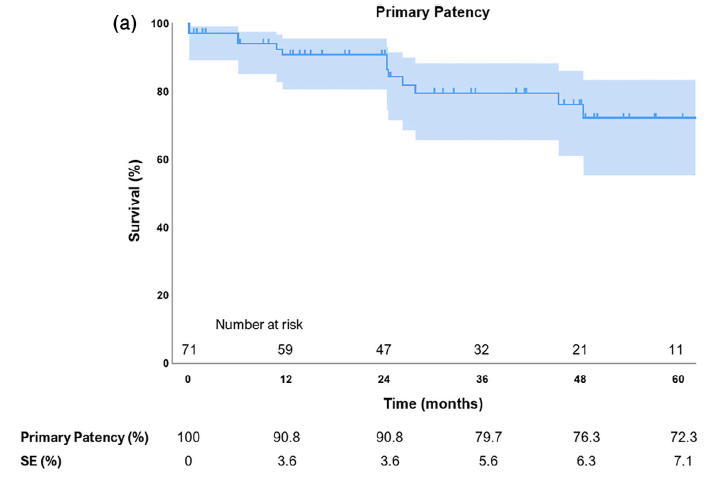 (a)
Primary Patency
100
80
60
40
20
0
Survival (%)
Number at risk
71 59 47 32 21 11
0 12 24 36 48 60
Time (months)
Primary Patency (%) 100 90.8 90.8 79.7 76.3 72.3
SE (%) 0 3.6 3.6 5.6 6.3 7.1